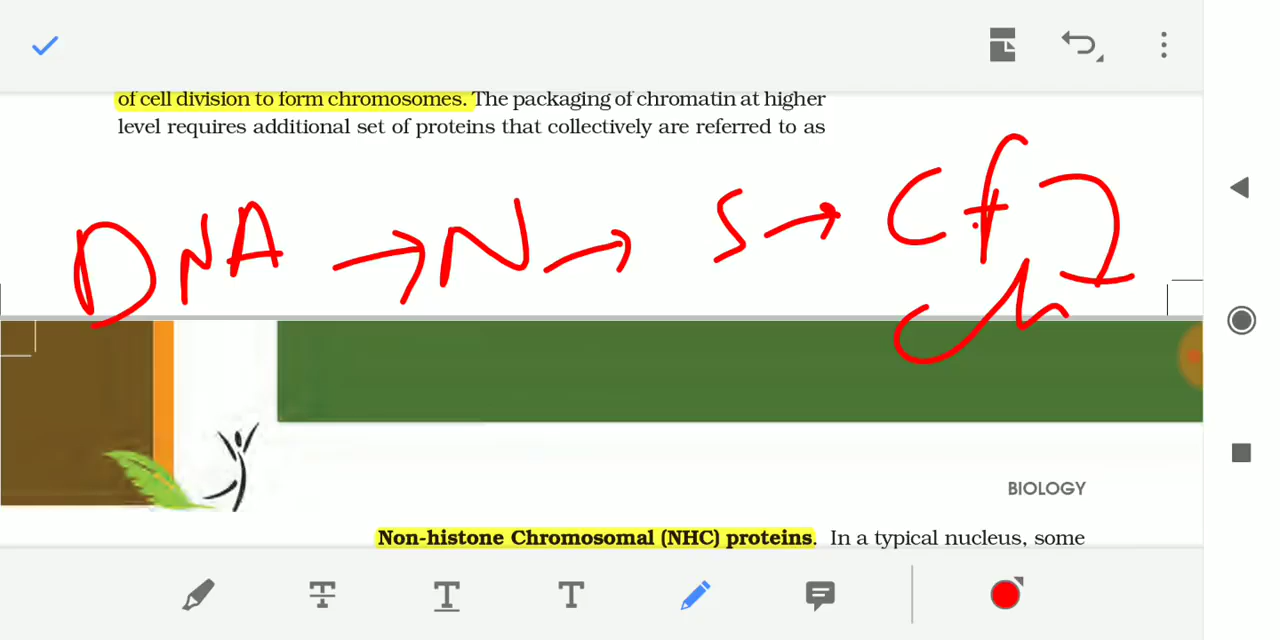 of cell division to form chromosomes. The packaging of chromatin at higher
level requires additional set of proteins that collectively are referred to as
DNA → N → S → Cf
Ch
BIOLOGY
Non-histone Chromosomal (NHC) proteins. In a typical nucleus, some
T T T